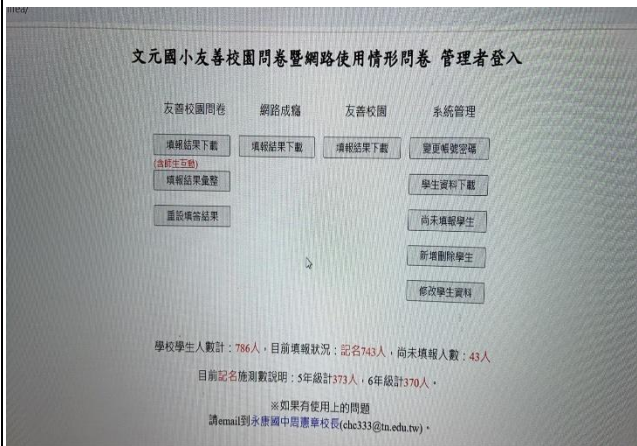 文元國小友善校園問卷暨網路使用情形問卷 管理者登入
友善校園問卷 網路成癮 友善校園 系統管理
填報結果下載 填報結果下載 填報結果下載 變更帳號密碼
(含師生互動)
填報結果彙整 學生資料下載
重設填答結果 尚未填報學生
新增刪除學生
修改學生資料
學校學生人數計：786人，目前填報狀況：記名743人，尚未填報人數：43人
目前記名施測數說明：5年級計373人，6年級計370人。
※如果有使用上的問題
請email到永康國中周憲章校長(chc333@tn.edu.tw)。